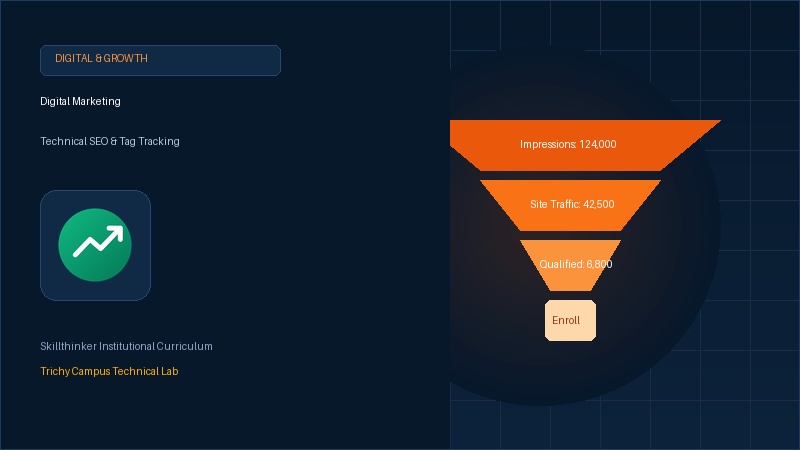 DIGITAL & GROWTH
Digital Marketing
Technical SEO & Tag Tracking
Skillthinker Institutional Curriculum
Trichy Campus Technical Lab
Impressions: 124,000
Site Traffic: 42,500
Qualified: 6,800
Enroll